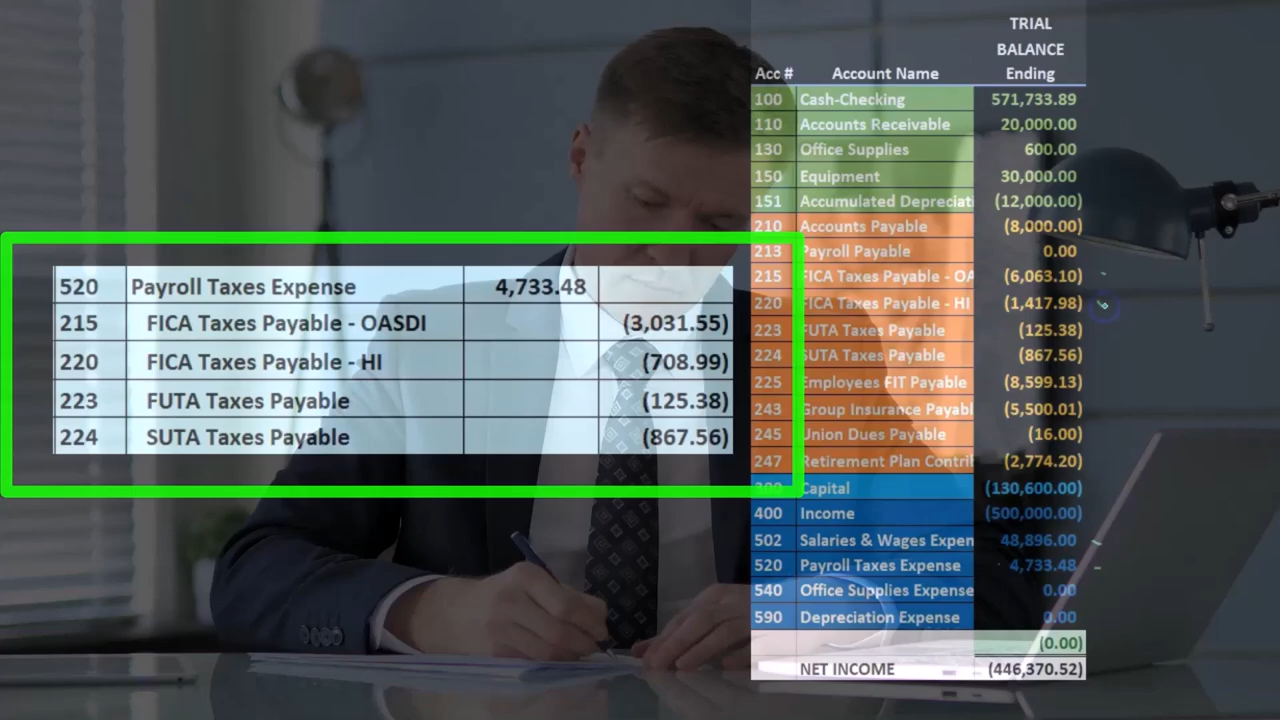 520 Payroll Taxes Expense 4,733.48
215 FICA Taxes Payable - OASDI (3,031.55)
220 FICA Taxes Payable - HI (708.99)
223 FUTA Taxes Payable (125.38)
224 SUTA Taxes Payable (867.56)
TRIAL
BALANCE
Acc # Account Name Ending
100 Cash-Checking 571,733.89
110 Accounts Receivable 20,000.00
130 Office Supplies 600.00
150 Equipment 30,000.00
151 Accumulated Depreciati (12,000.00)
210 Accounts Payable (8,000.00)
213 Payroll Payable 0.00
215 FICA Taxes Payable - OA (6,063.10)
220 FICA Taxes Payable - HI (1,417.98)
223 FUTA Taxes Payable (125.38)
224 SUTA Taxes Payable (867.56)
225 Employees FIT Payable (8,599.13)
243 Group Insurance Payabl (5,500.01)
245 Union Dues Payable (16.00)
247 Retirement Plan Contrib (2,774.20)
300 Capital (130,600.00)
400 Income (500,000.00)
502 Salaries & Wages Expen 48,896.00
520 Payroll Taxes Expense 4,733.48
540 Office Supplies Expense 0.00
590 Depreciation Expense 0.00
(0.00)
NET INCOME (446,370.52)